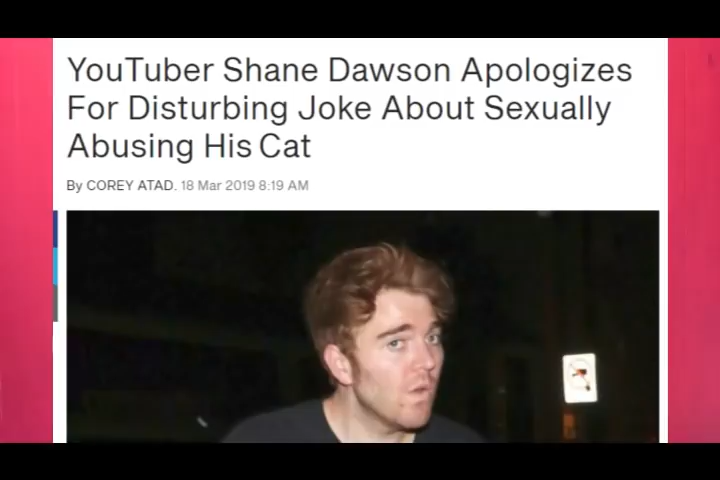 YouTuber Shane Dawson Apologizes
For Disturbing Joke About Sexually
Abusing His Cat
By COREY ATAD. 18 Mar 2019 8:19 AM